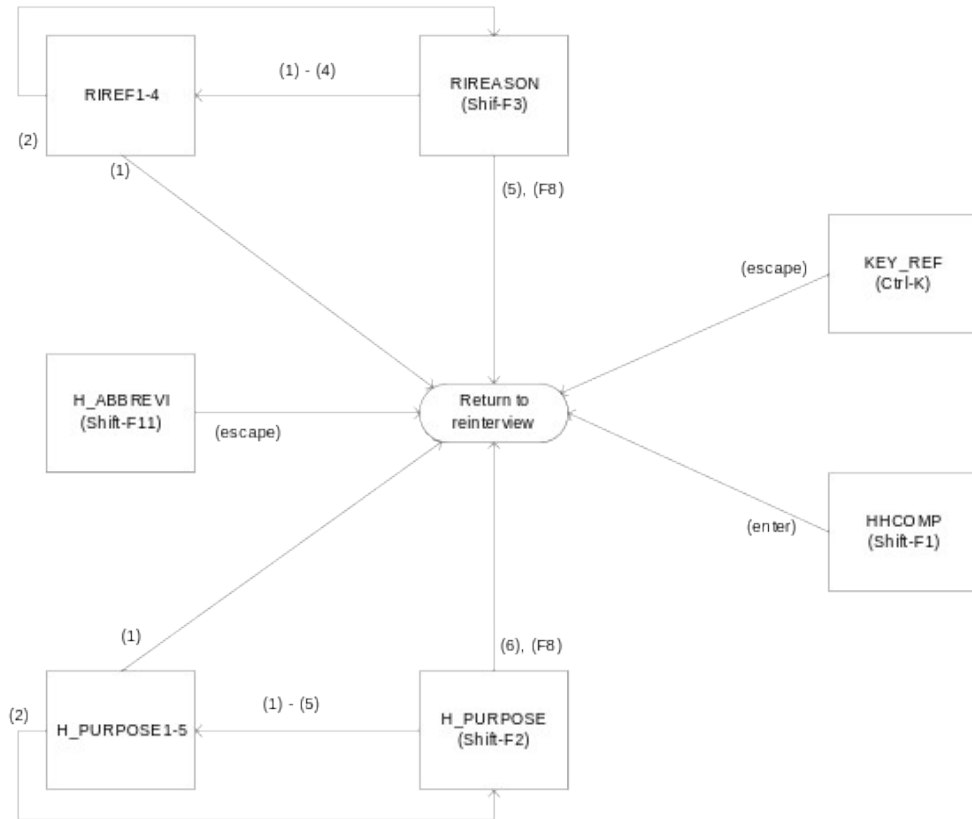 RIREF1-4
(1) - (4)
RIREASON
(Shif-F3)
(2)
(1)
(5), (F8)
KEY_REF
(Ctrl-K)
(escape)
H_ABBREVI
(Shift-F11)
(escape)
Return to
reinterview
HHCOMP
(Shift-F1)
(enter)
(1)
(6), (F8)
(2)
H_PURPOSE1-5
(1) - (5)
H_PURPOSE
(Shift-F2)